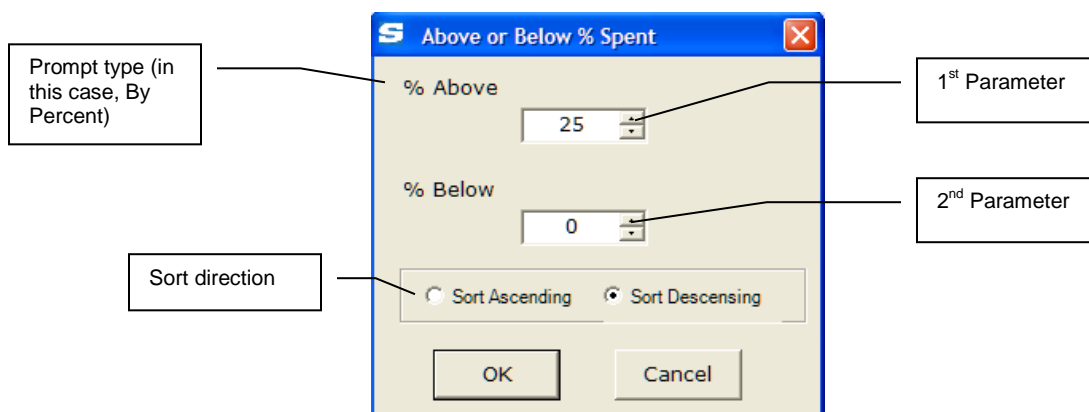 S Above or Below % Spent
Prompt type (in
this case, By
Percent)
% Above
25
1st Parameter
% Below
0
2nd Parameter
Sort direction
Sort Ascending
Sort Descensing
OK
Cancel